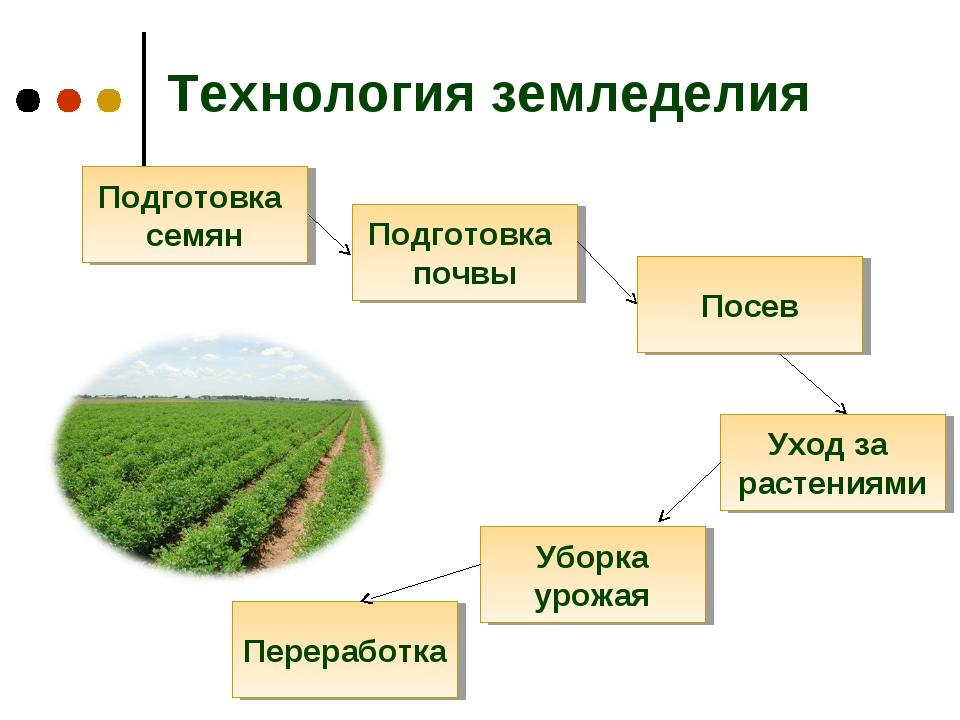 Технология земледелия
Подготовка
семян
Подготовка
почвы
Посев
Уход за
растениями
Уборка
урожая
Переработка